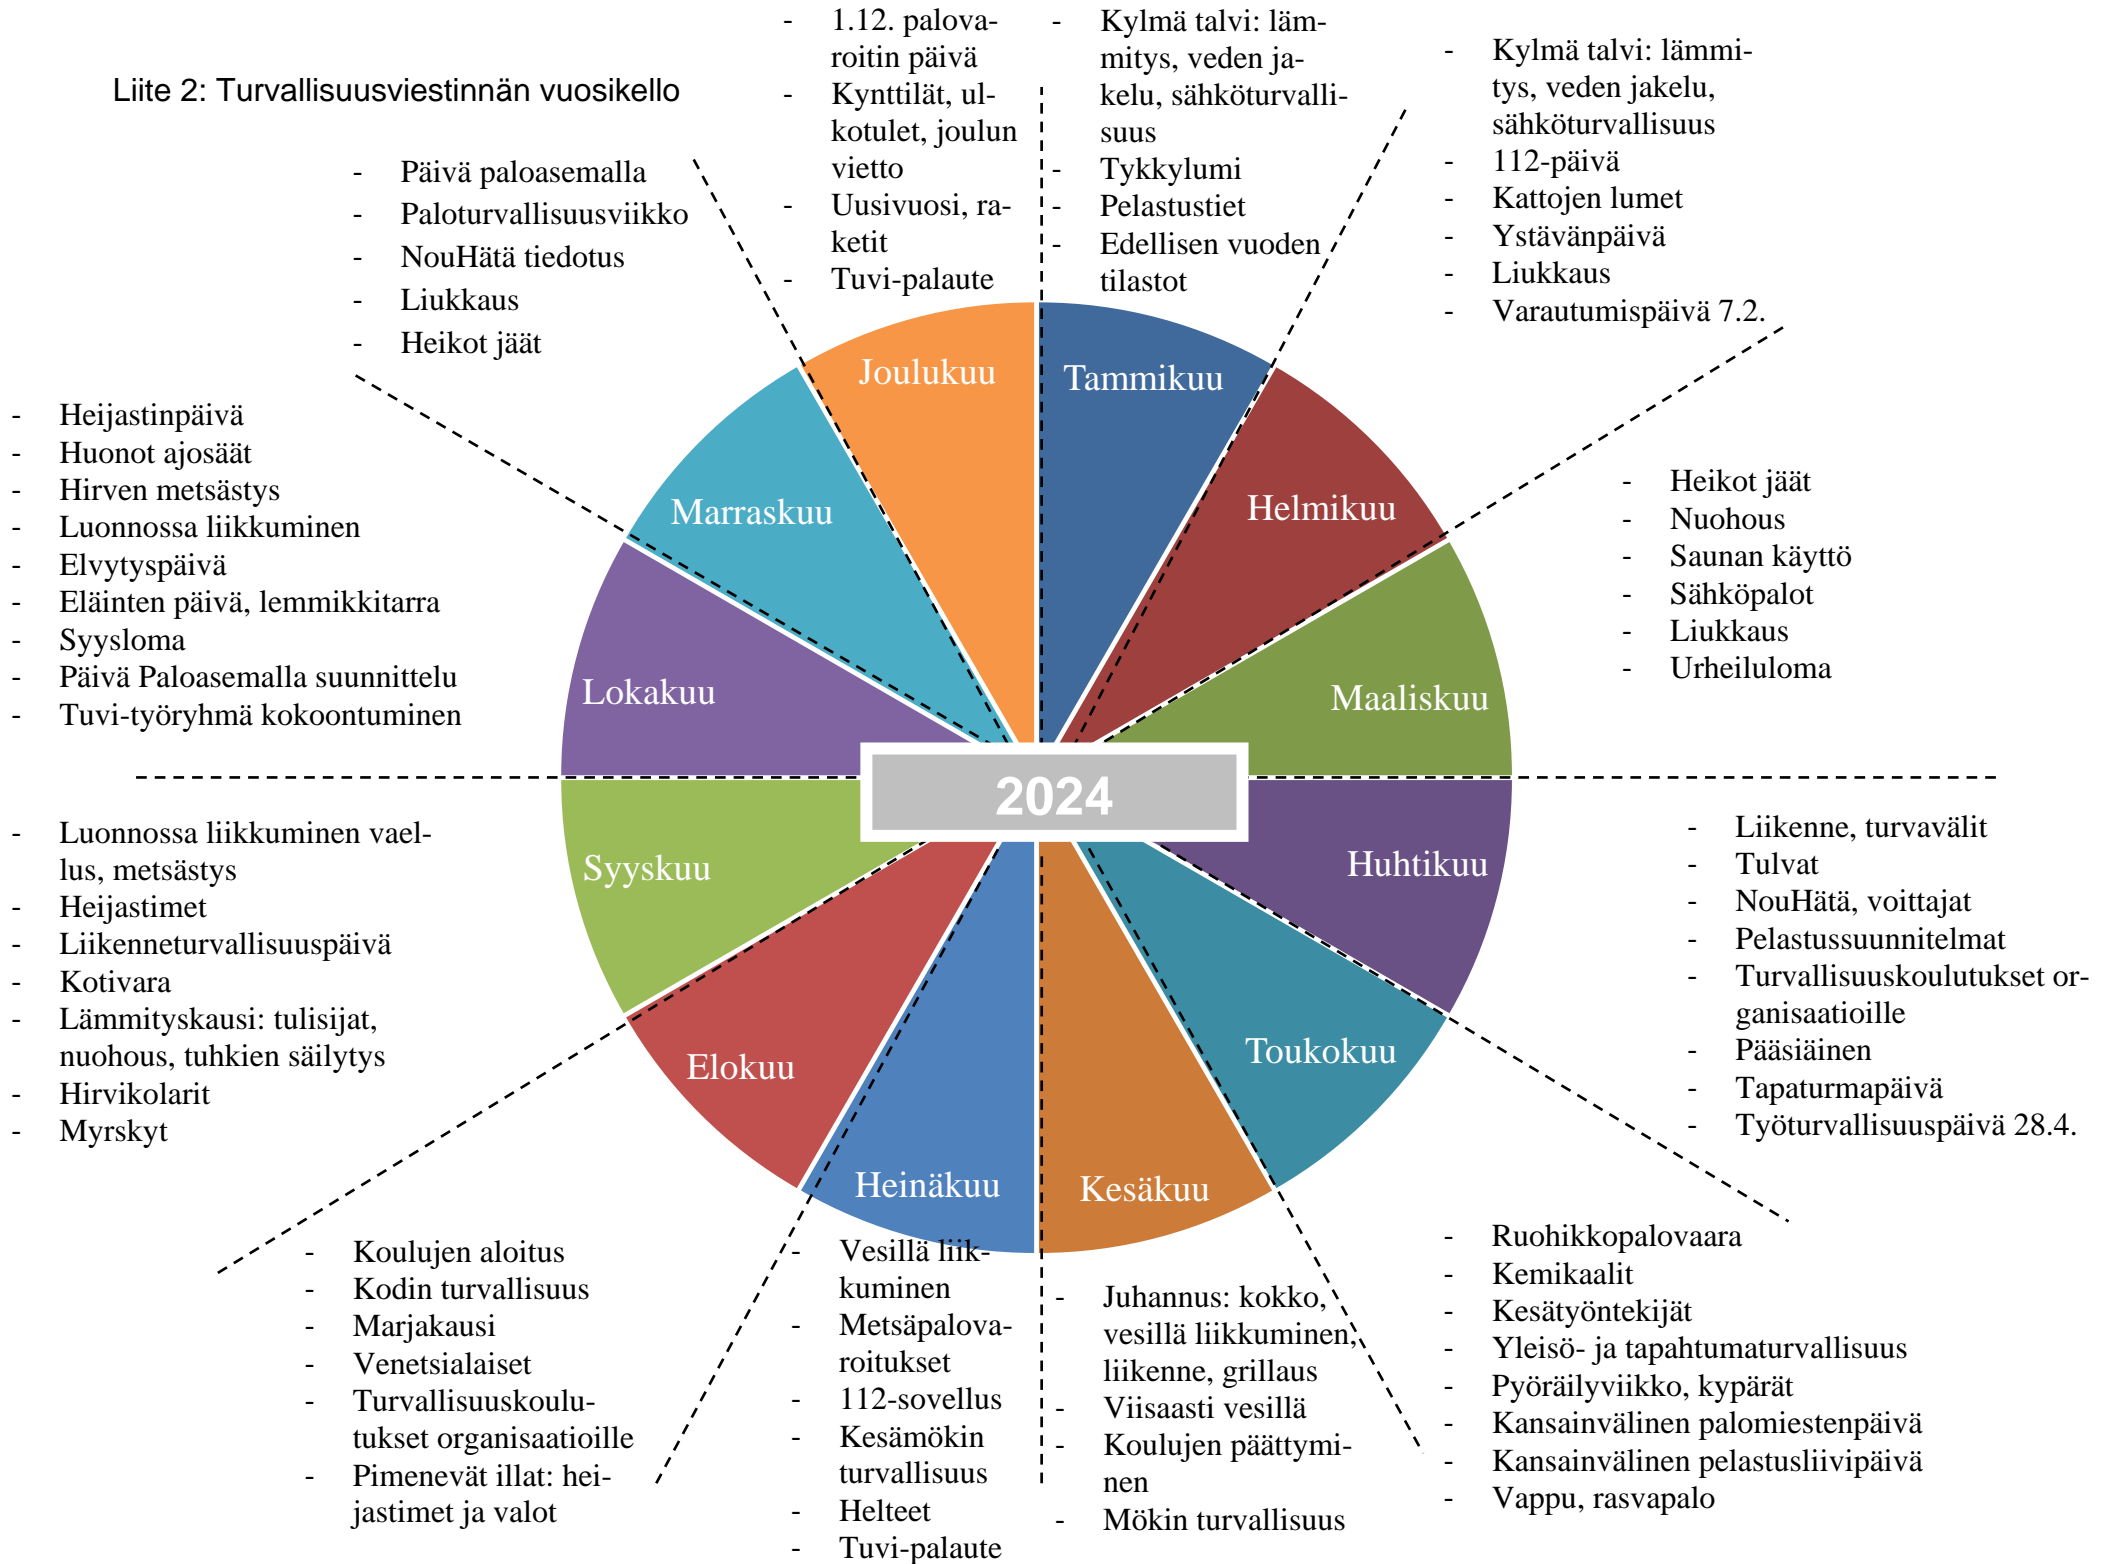 Liite 2: Turvallisuusviestinnän vuosikello
- 1.12. palova-
roitin päivä
- Kynttilät, ul-
kotulet, joulun
vietto
- Uusivuosi, ra-
ketit
- Tuvi-palaute
- Kylmä talvi: läm-
mitys, veden ja-
kelu, sähköturvalli-
suus
- Tykkylumi
- Pelastustiet
- Edellisen vuoden
tilastot
- Kylmä talvi: lämmi-
tys, veden jakelu,
sähköturvallisuus
- 112-päivä
- Kattojen lumet
- Ystävänpäivä
- Liukkaus
- Varautumispäivä 7.2.
- Päivä paloasemalla
- Paloturvallisuusviikko
- NouHätä tiedotus
- Liukkaus
- Heikot jäät
- Heijastinpäivä
- Huonot ajosäät
- Hirven metsästys
- Luonnossa liikkuminen
- Elvytyspäivä
- Eläinten päivä, lemmikkitarra
- Syysloma
- Päivä Paloasemalla suunnittelu
- Tuvi-työryhmä kokoontuminen
- Heikot jäät
- Nuohous
- Saunan käyttö
- Sähköpalot
- Liukkaus
- Urheiluloma
Joulukuu
Tammikuu
Marraskuu
Helmikuu
Lokakuu
Maaliskuu
2024
Syyskuu
Huhtikuu
Elokuu
Toukokuu
Heinäkuu
Kesäkuu
- Luonnossa liikkuminen vael-
lus, metsästys
- Heijastimet
- Liikenneturvallisuuspäivä
- Kotivara
- Lämmityskausi: tulisijat,
nuohous, tuhkien säilytys
- Hirvikolarit
- Myrskyt
- Liikenne, turvavälit
- Tulvat
- NouHätä, voittajat
- Pelastussuunnitelmat
- Turvallisuuskoulutukset or-
ganisaatioille
- Pääsiäinen
- Tapaturmapäivä
- Työturvallisuuspäivä 28.4.
- Koulujen aloitus
- Kodin turvallisuus
- Marjakausi
- Venetsialaiset
- Turvallisuuskoulu-
tukset organisaatioille
- Pimenevät illat: hei-
jastimet ja valot
- Vesillä liik-
kuminen
- Metsäpalova-
roitukset
- 112-sovellus
- Kesämökin
turvallisuus
- Helteet
- Tuvi-palaute
- Juhannus: kokko,
vesillä liikkuminen,
liikenne, grillaus
- Viisaasti vesillä
- Koulujen päättymi-
nen
- Mökin turvallisuus
- Ruohikkopalovaara
- Kemikaalit
- Kesätyöntekijät
- Yleisö- ja tapahtumaturvallisuus
- Pyöräilyviikko, kypärät
- Kansainvälinen palomiestenpäivä
- Kansainvälinen pelastusliivipäivä
- Vappu, rasvapalo